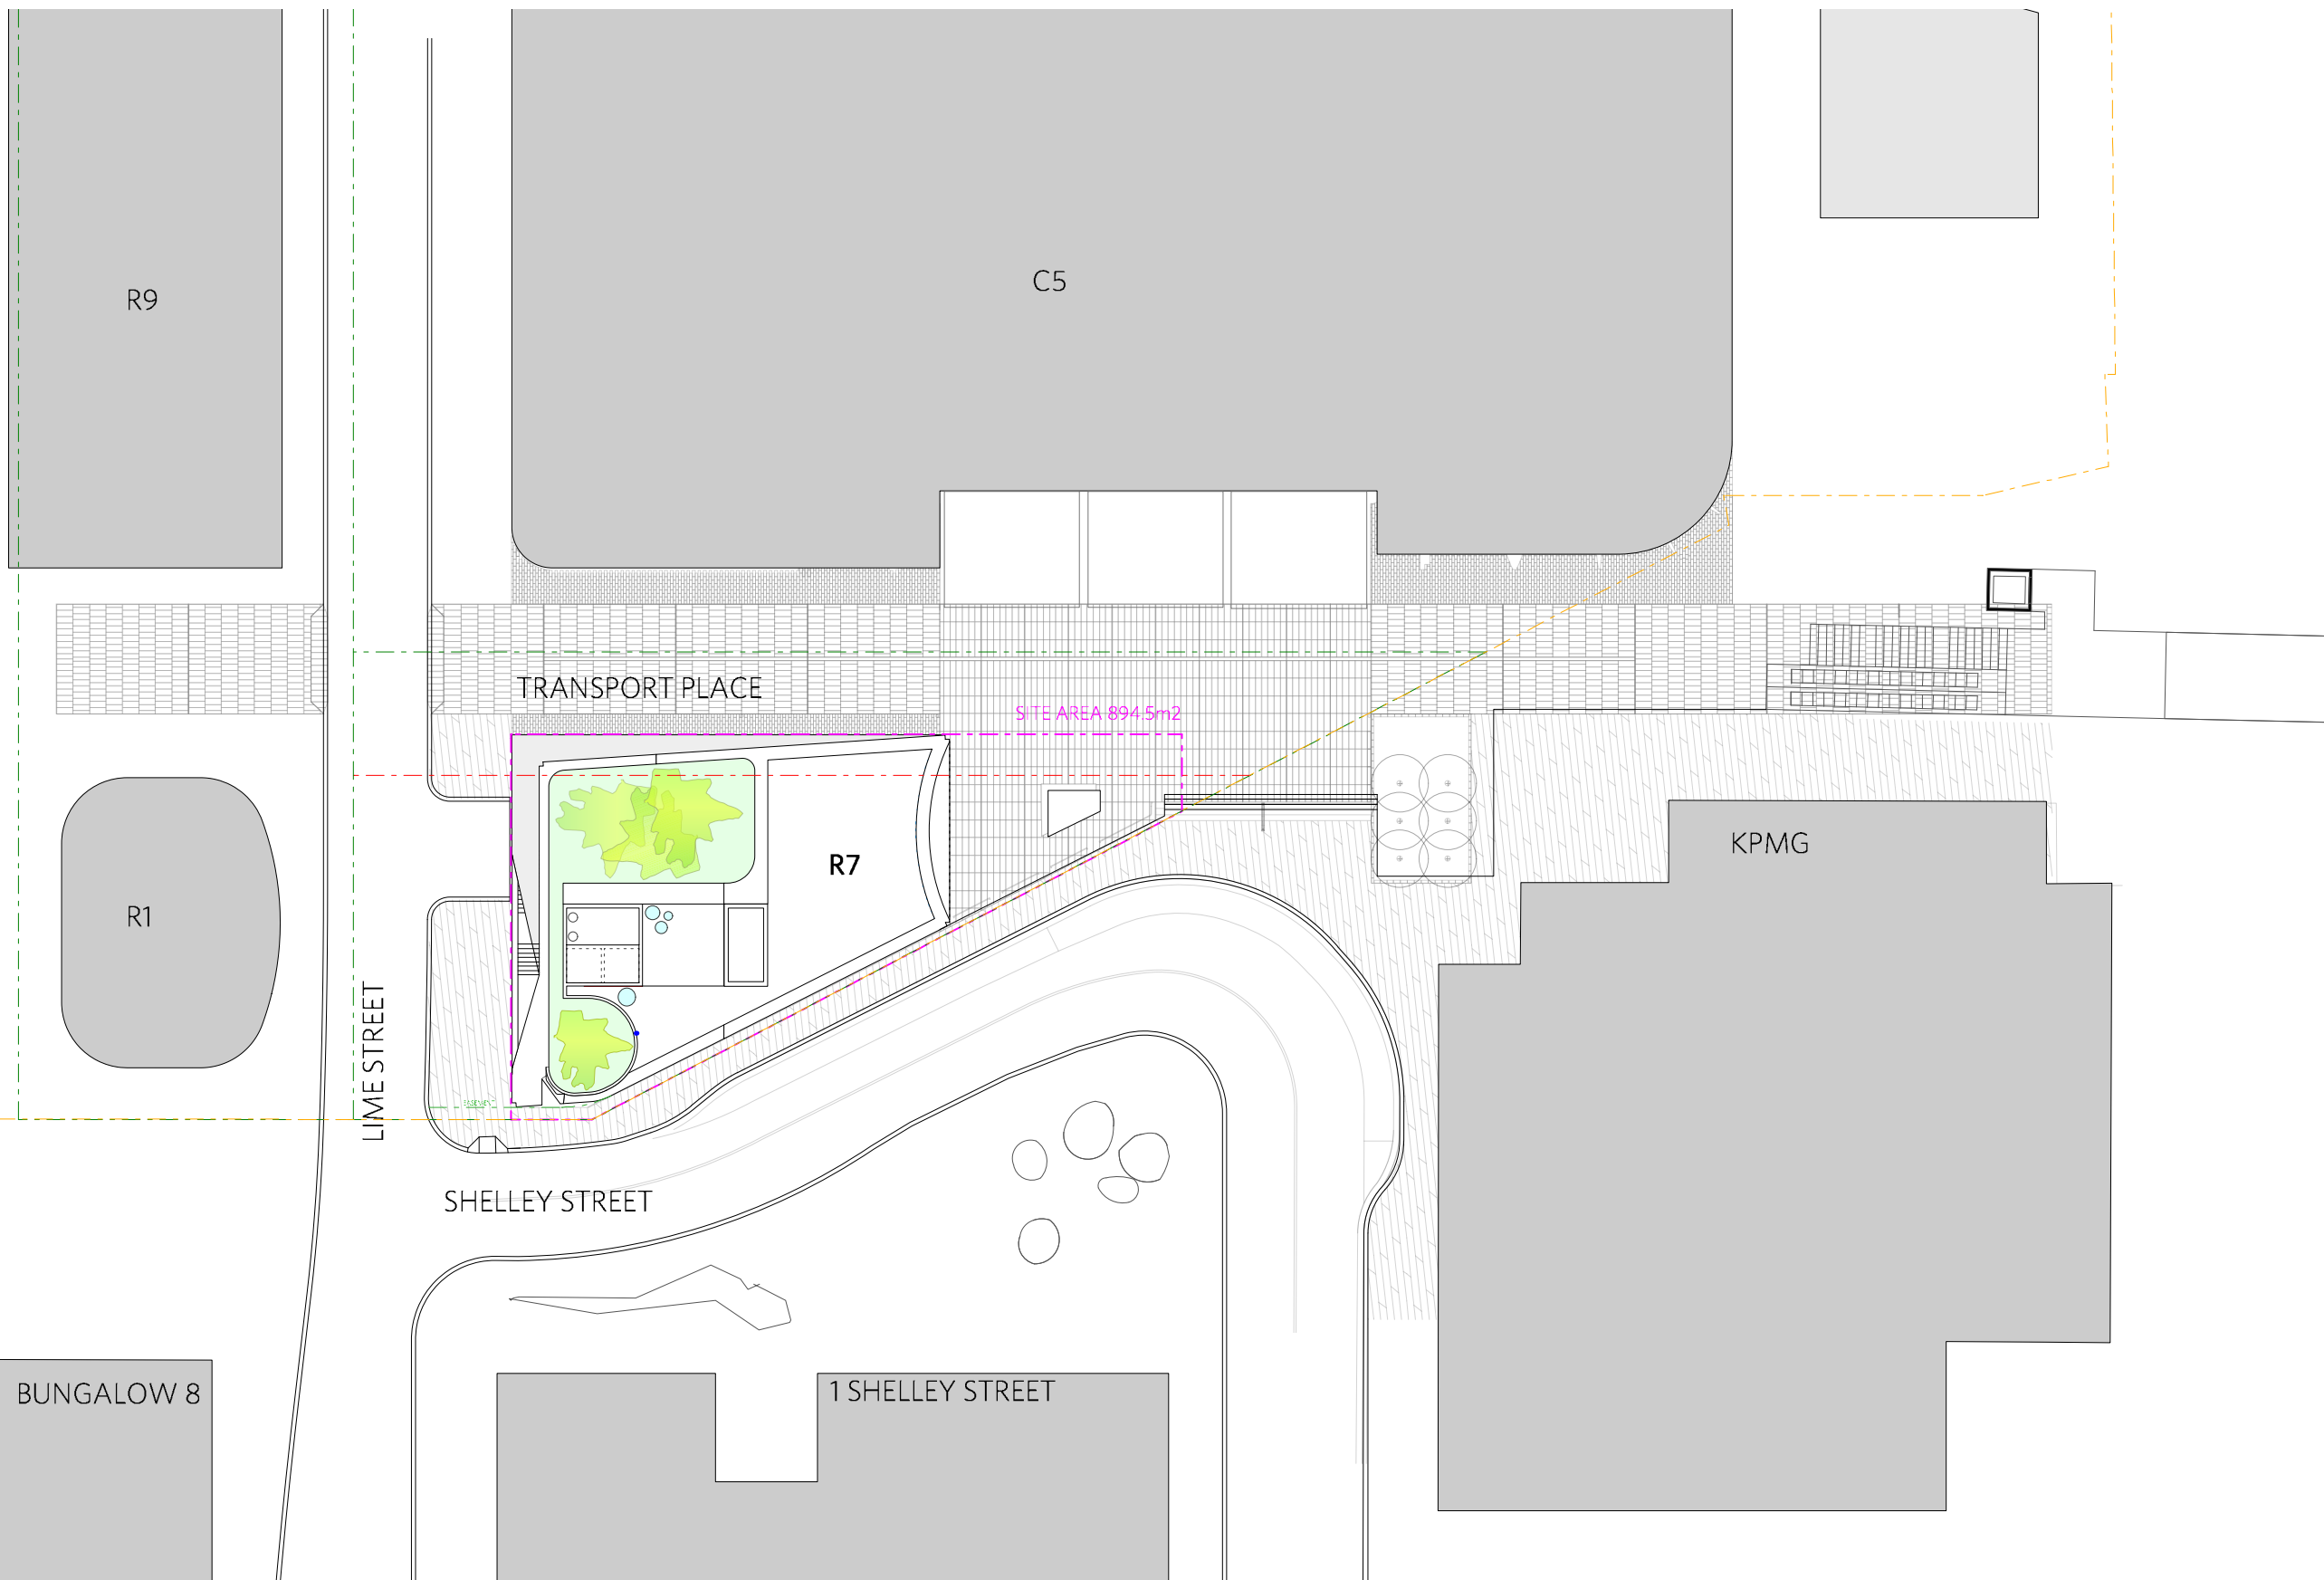 C5
R9
TRANSPORT PLACE
SITE AREA 894.5m2
KPMG
R7
R1
LIME STREET
EASEMENT
SHELLEY STREET
BUNGALOW 8
1 SHELLEY STREET